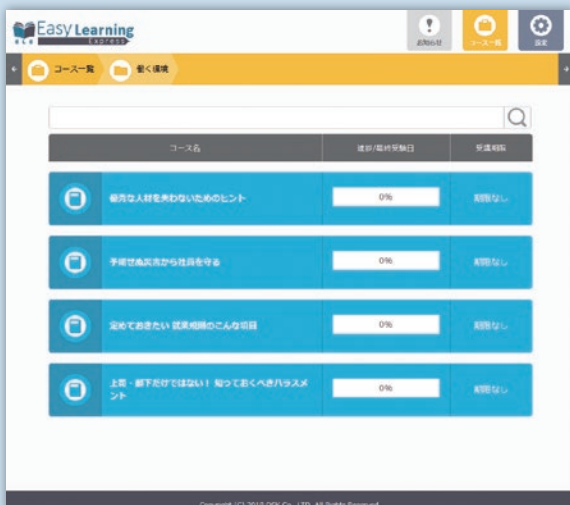 Easy Learning
Express
お知らせ
コース一覧
設定
コース一覧
働く環境
コース名
進捗/最終受験日
受講期限
優秀な人材を失わないためのヒント
0%
期限なし
予期せぬ災害から社員を守る
0%
期限なし
定めておきたい 就業規則のこんな項目
0%
期限なし
上司・部下だけではない！ 知っておくべきハラスメ
ント
0%
期限なし